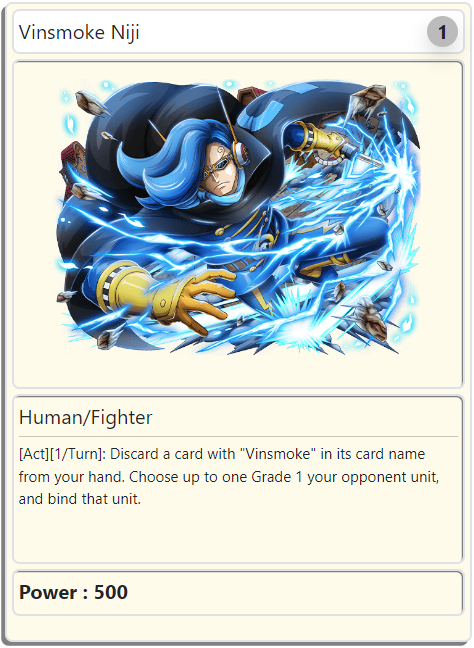 Vinsmoke Niji
1
Human/Fighter
[Act][1/Turn]: Discard a card with "Vinsmoke" in its card name
from your hand. Choose up to one Grade 1 your opponent unit,
and bind that unit.
Power : 500